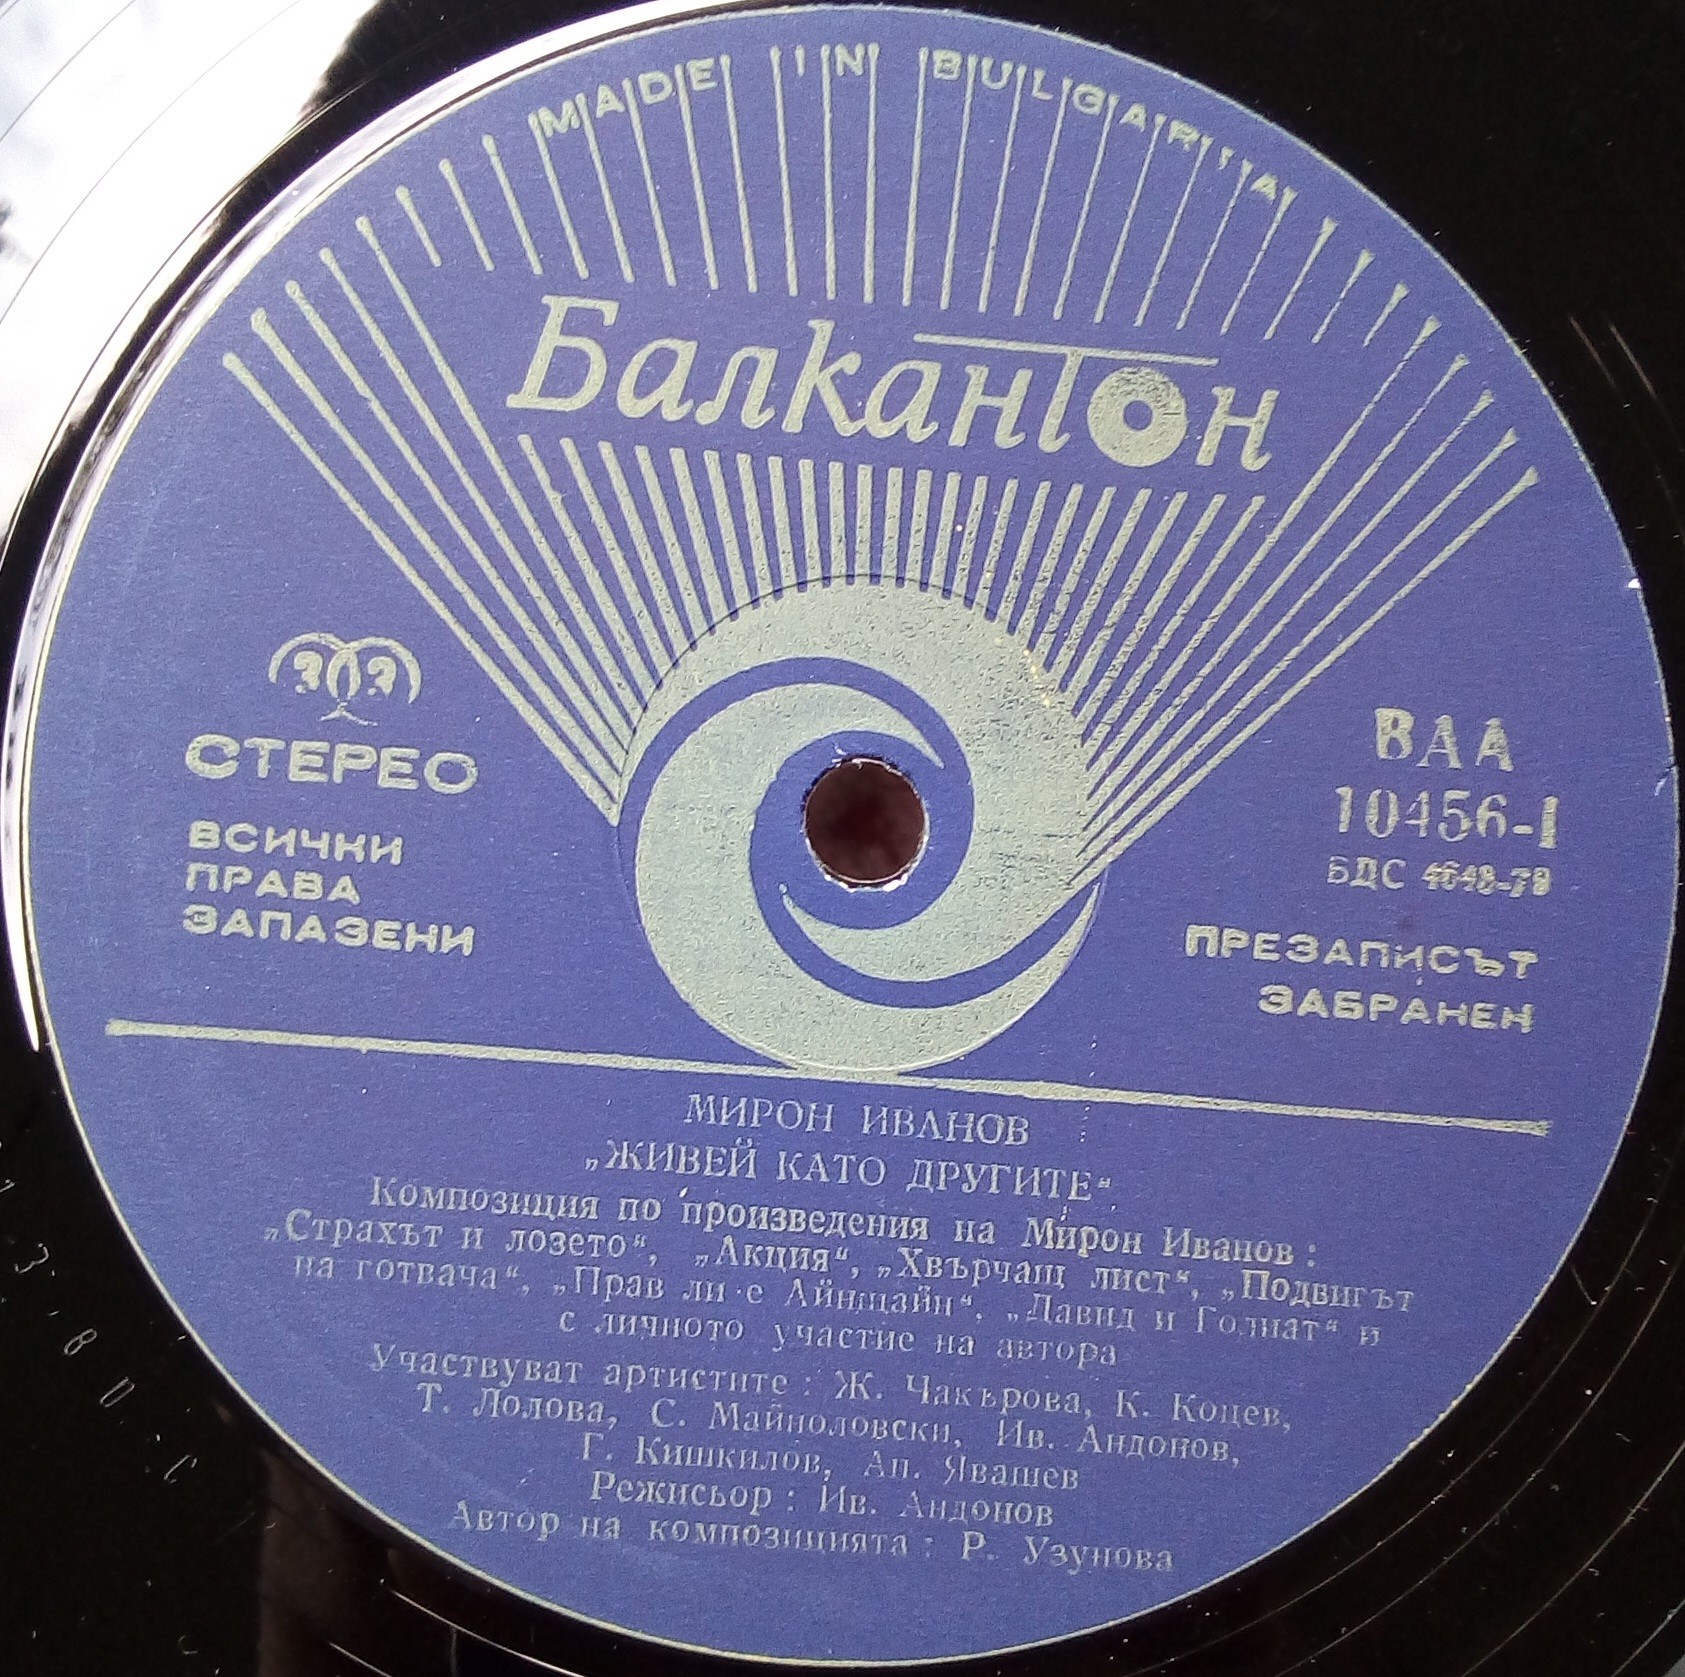 MADE IN BULGARIA
Балкантон
СТЕРЕО
ВСИЧКИ
ПРАВА
ЗАПАЗЕНИ
ВАА
10456-I
БДС 4648-78
ПРЕЗАПИСЪТ
ЗАБРАНЕН
МИРОН ИВАНОВ
„ЖИВЕЙ КАТО ДРУГИТЕ“
Композиция по произведения на Мирон Иванов:
„Страхът и лозето“, „Акция“, „Хвърчащ лист“, „Подвигът
на готвача“, „Прав ли е Айнщайн“, „Давид и Голиат“ и
с личното участие на автора
Участвуват артистите: Ж. Чакърова, К. Коцев,
Т. Лолова, С. Майноловски, Ив. Андонов,
Г. Кишкилов, Ап. Явашев
Режисьор: Ив. Андонов
Автор на композицията: Р. Узунова